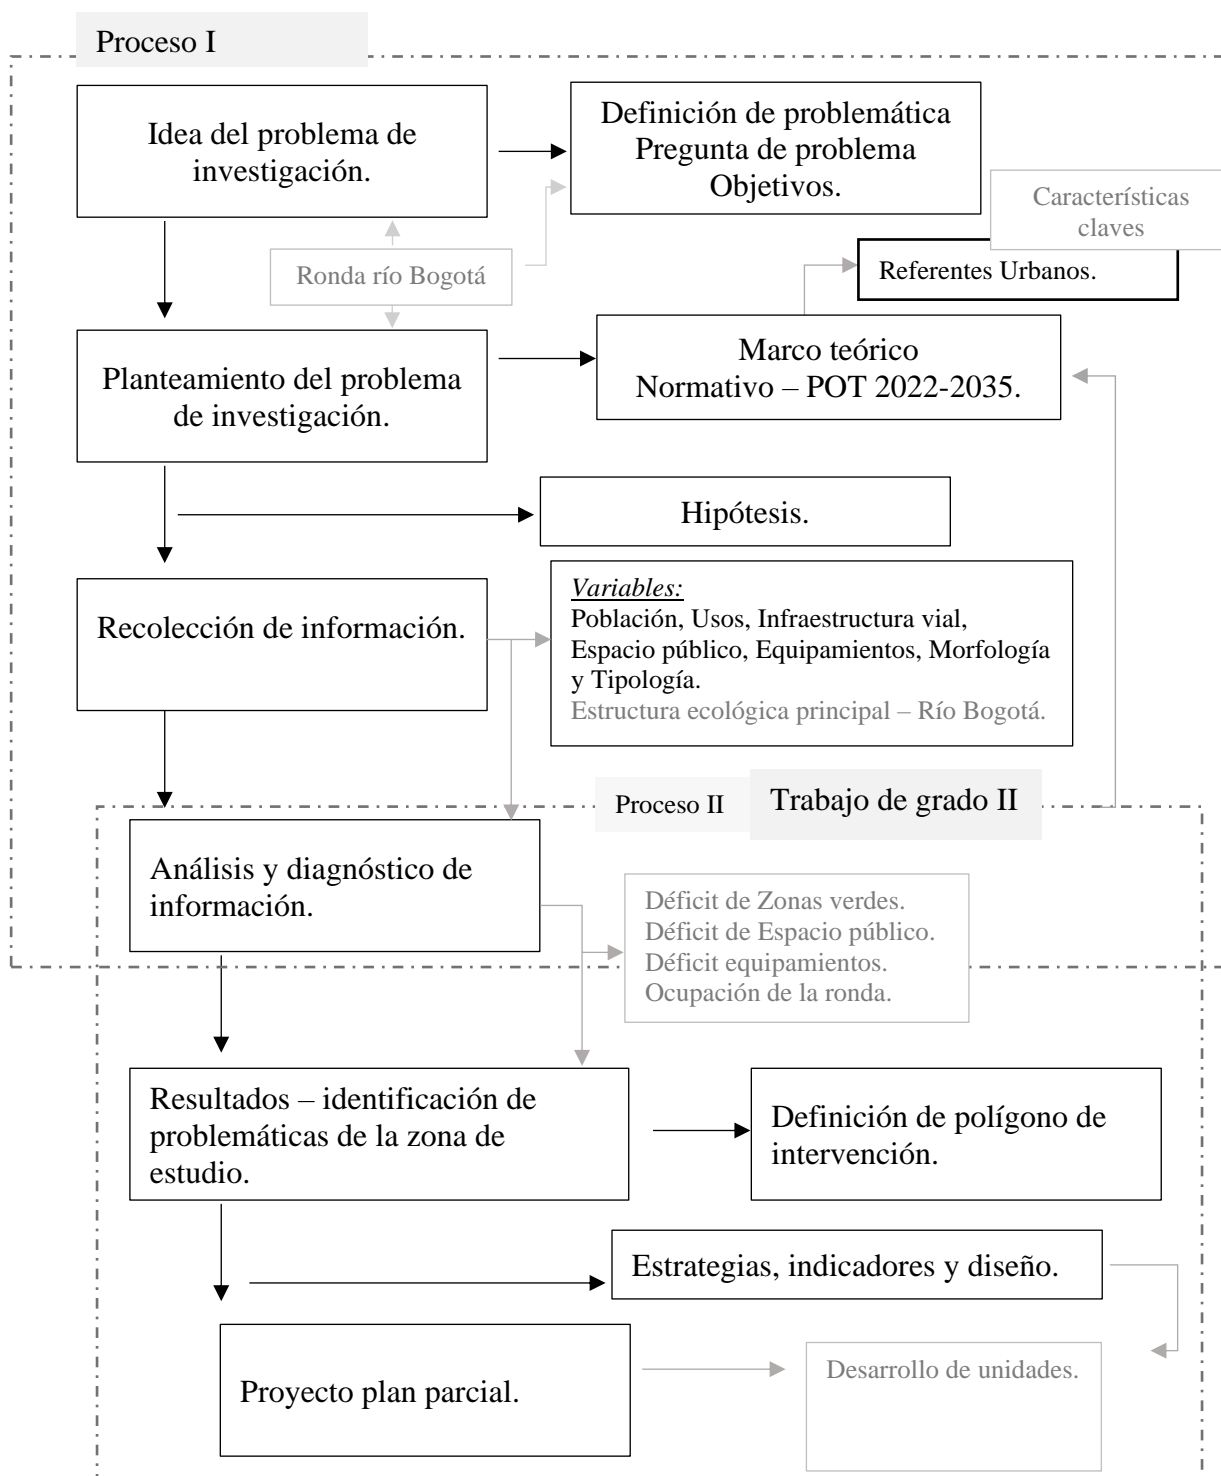 Proceso I
Idea del problema de
investigación.
Definición de problemática
Pregunta de problema
Objetivos.
Características
claves
Ronda río Bogotá
Referentes Urbanos.
Planteamiento del problema
de investigación.
Marco teórico
Normativo – POT 2022-2035.
Hipótesis.
Recolección de información.
Variables:
Población, Usos, Infraestructura vial,
Espacio público, Equipamientos, Morfología
y Tipología.
Estructura ecológica principal – Río Bogotá.
Proceso II
Trabajo de grado II
Análisis y diagnóstico de
información.
Déficit de Zonas verdes.
Déficit de Espacio público.
Déficit equipamientos.
Ocupación de la ronda.
Resultados – identificación de
problemáticas de la zona de
estudio.
Definición de polígono de
intervención.
Estrategias, indicadores y diseño.
Proyecto plan parcial.
Desarrollo de unidades.